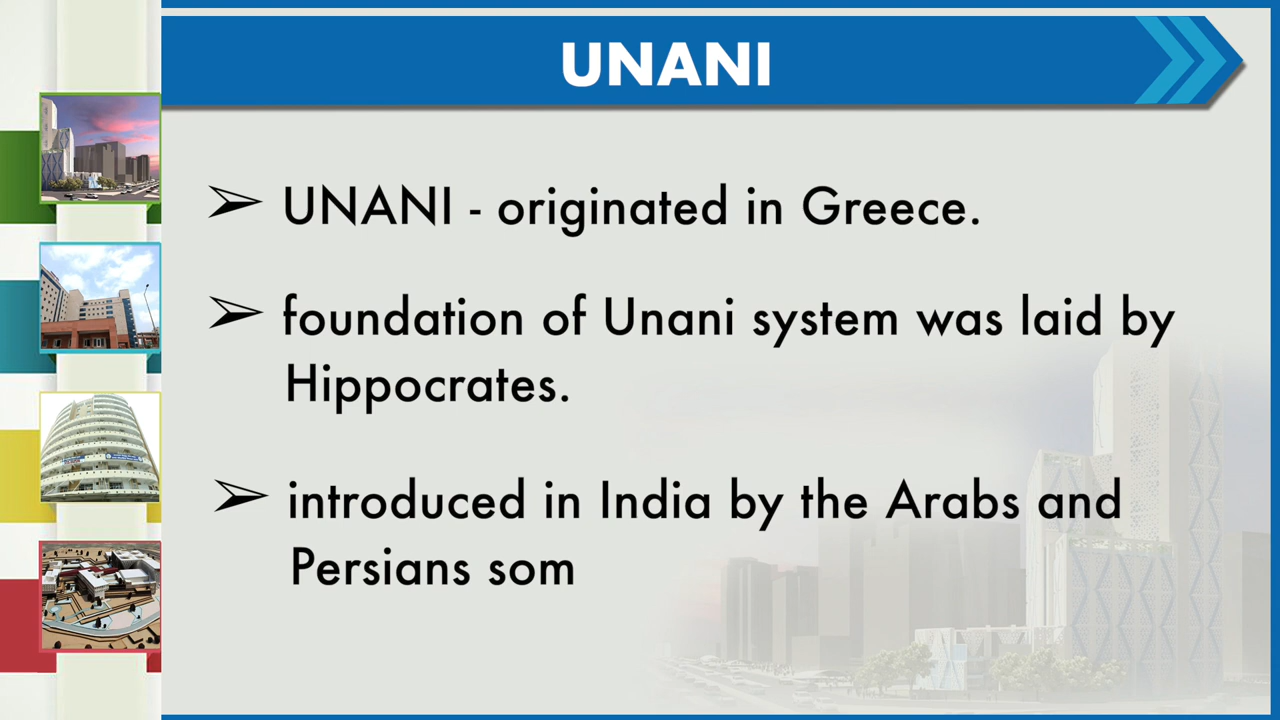 UNANI
➢ UNANI - originated in Greece.
➢ foundation of Unani system was laid by
Hippocrates.
➢ introduced in India by the Arabs and
Persians som